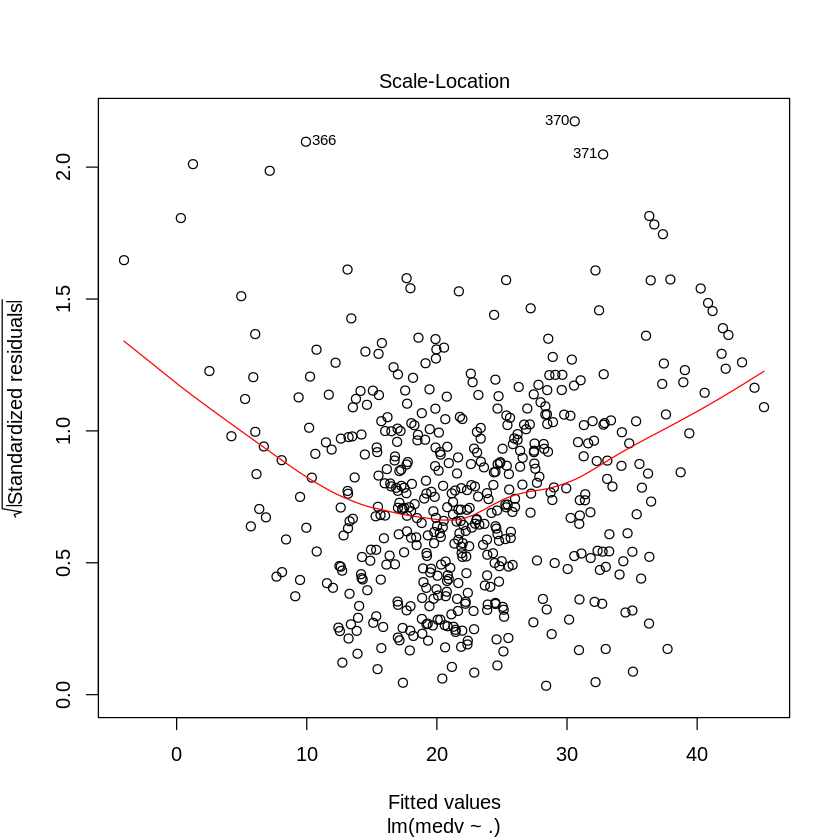 Scale-Location
370
366
371
2.0
1.5
1.0
0.5
0.0
√|Standardized residuals|
0 10 20 30 40
Fitted values
lm(medv ~ .)